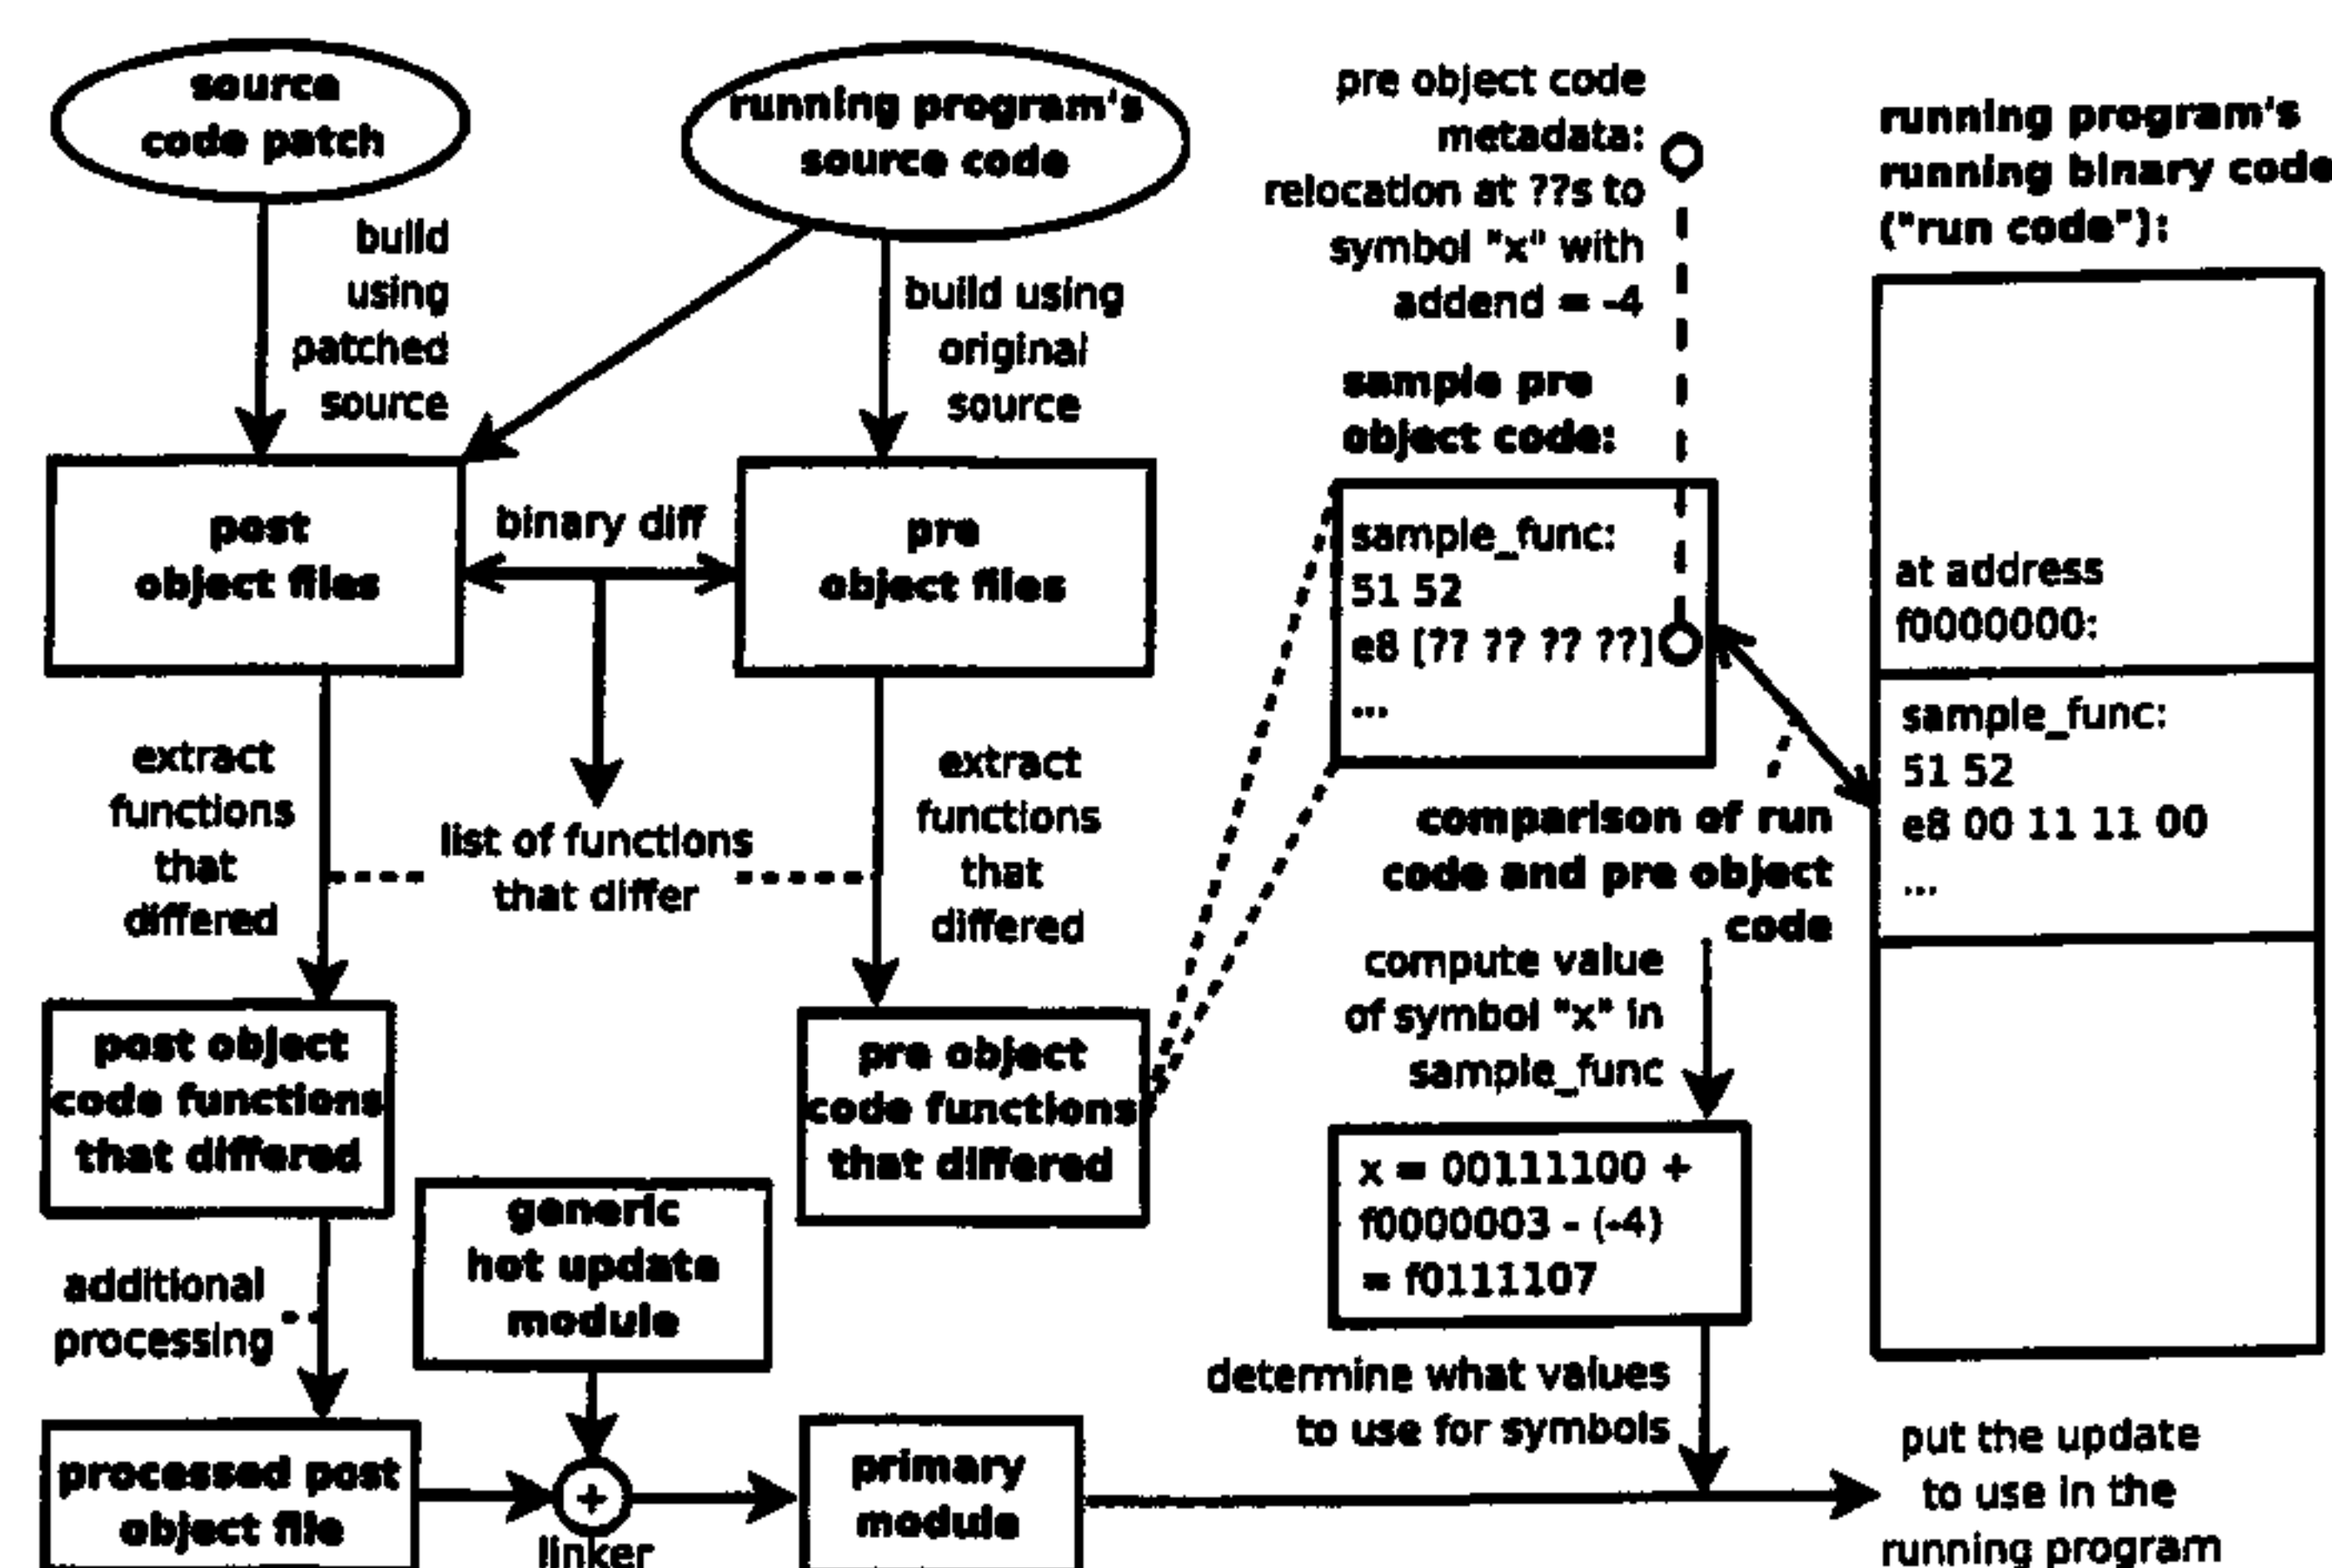 source
code patch
running program's
source code
build
using
patched
source
build using
original
source
post
object files
binary diff
pre
object files
extract
functions
that
differed
list of functions
that differ
extract
functions
that
differed
post object
code functions
that differed
pre object
code functions
that differed
additional
processing
generic
hot update
module
processed post
object file
+
linker
primary
module
pre object code
metadata:
relocation at ??s to
symbol "x" with
addend = -4
sample pre
object code:
sample_func:
51 52
e8 [?? ?? ?? ??]
...
running program's
running binary code
("run code"):
at address
f0000000:
sample_func:
51 52
e8 00 11 11 00
...
comparison of run
code and pre object
code
compute value
of symbol "x" in
sample_func
x = 00111100 +
f0000003 - (-4)
= f0111107
determine what values
to use for symbols
put the update
to use in the
running program